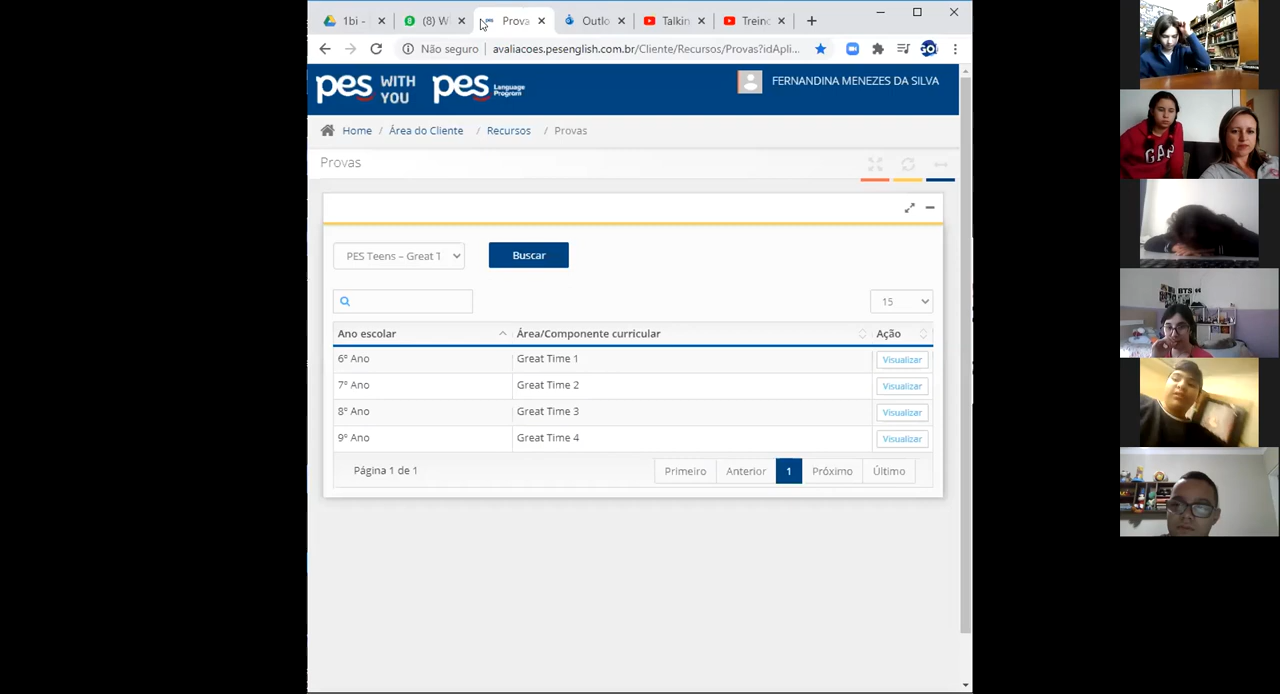 1bi -
(8) W
Prova
Outlo
Talkin
Treino
Não seguro | avaliacoes.pesenglish.com.br/Cliente/Recursos/Provas?idApli...
GO!
pes WITH YOU
pes Language Program
FERNANDINA MENEZES DA SILVA
Home / Área do Cliente / Recursos / Provas
Provas
PES Teens – Great T
Buscar
15
Ano escolar Área/Componente curricular Ação
6º Ano Great Time 1 Visualizar
7º Ano Great Time 2 Visualizar
8º Ano Great Time 3 Visualizar
9º Ano Great Time 4 Visualizar
Página 1 de 1 Primeiro Anterior 1 Próximo Último
GAP
BTS